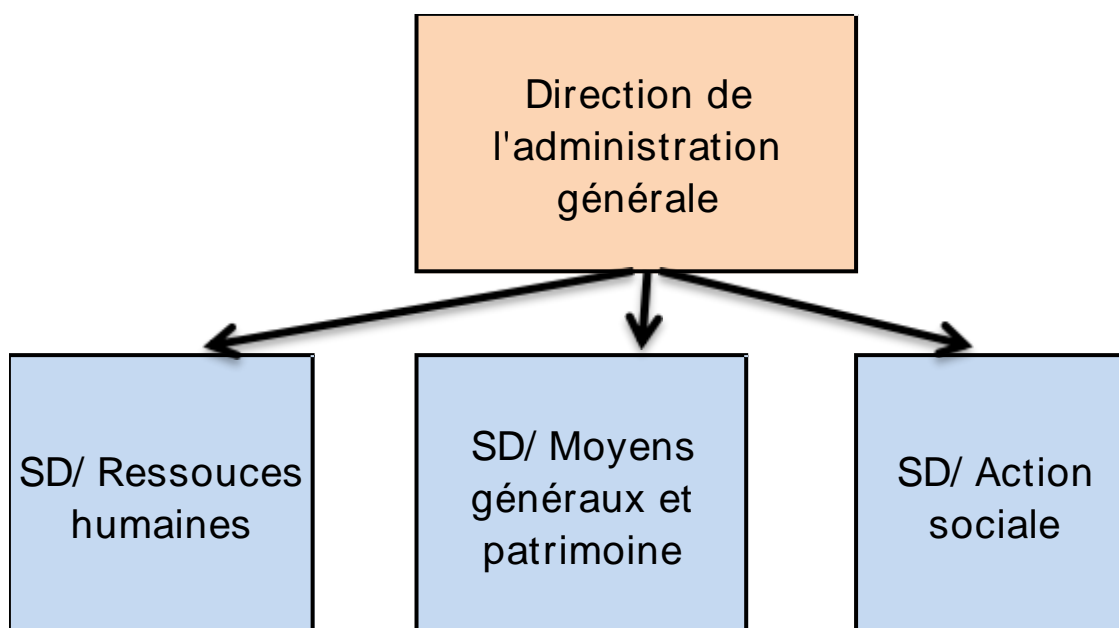 Direction de
l'administration
générale
SD/ Ressouces
humaines
SD/ Moyens
généraux et
patrimoine
SD/ Action
sociale